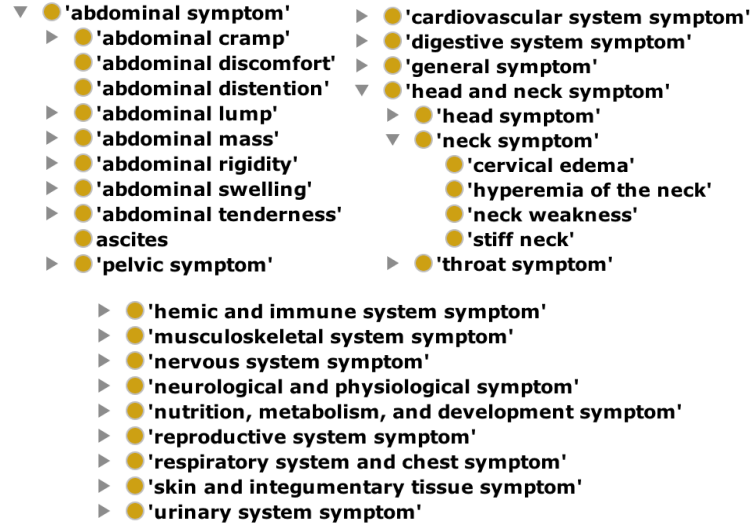 'abdominal symptom'
'abdominal cramp'
'abdominal discomfort'
'abdominal distention'
'abdominal lump'
'abdominal mass'
'abdominal rigidity'
'abdominal swelling'
'abdominal tenderness'
ascites
'pelvic symptom'
'cardiovascular system symptom'
'digestive system symptom'
'general symptom'
'head and neck symptom'
'head symptom'
'neck symptom'
'cervical edema'
'hyperemia of the neck'
'neck weakness'
'stiff neck'
'throat symptom'
'hemic and immune system symptom'
'musculoskeletal system symptom'
'nervous system symptom'
'neurological and physiological symptom'
'nutrition, metabolism, and development symptom'
'reproductive system symptom'
'respiratory system and chest symptom'
'skin and integumentary tissue symptom'
'urinary system symptom'